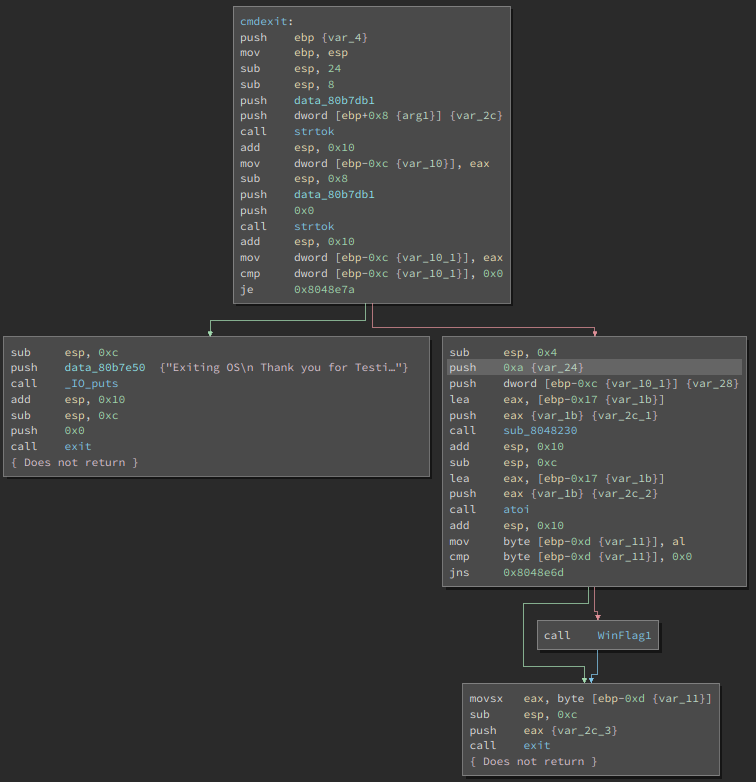 cmdexit:
push ebp {var_4}
mov ebp, esp
sub esp, 24
sub esp, 8
push data_80b7db1
push dword [ebp+0x8 {arg1}] {var_2c}
call strtok
add esp, 0x10
mov dword [ebp-0xc {var_10}], eax
sub esp, 0x8
push data_80b7db1
push 0x0
call strtok
add esp, 0x10
mov dword [ebp-0xc {var_10_1}], eax
cmp dword [ebp-0xc {var_10_1}], 0x0
je 0x8048e7a
sub esp, 0xc
push data_80b7e50 {"Exiting OS\n Thank you for Testi…"}
call _IO_puts
add esp, 0x10
sub esp, 0xc
push 0x0
call exit
{ Does not return }
sub esp, 0x4
push 0xa {var_24}
push dword [ebp-0xc {var_10_1}] {var_28}
lea eax, [ebp-0x17 {var_1b}]
push eax {var_1b} {var_2c_1}
call sub_8048230
add esp, 0x10
sub esp, 0xc
lea eax, [ebp-0x17 {var_1b}]
push eax {var_1b} {var_2c_2}
call atoi
add esp, 0x10
mov byte [ebp-0xd {var_11}], al
cmp byte [ebp-0xd {var_11}], 0x0
jns 0x8048e6d
call WinFlag1
movsx eax, byte [ebp-0xd {var_11}]
sub esp, 0xc
push eax {var_2c_3}
call exit
{ Does not return }